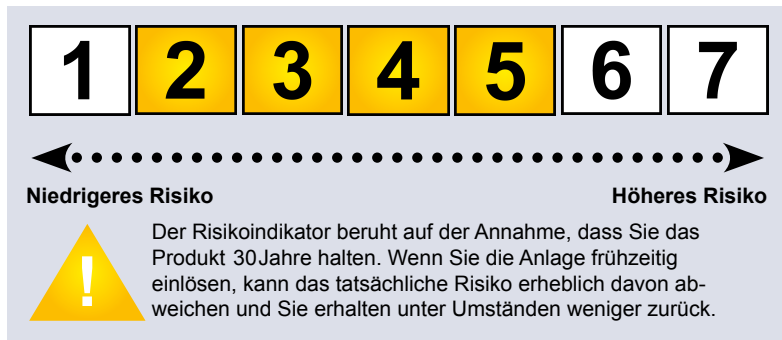 1 2 3 4 5 6 7
Niedrigeres Risiko Höheres Risiko
Der Risikoindikator beruht auf der Annahme, dass Sie das
Produkt 30Jahre halten. Wenn Sie die Anlage frühzeitig
einlösen, kann das tatsächliche Risiko erheblich davon ab-
weichen und Sie erhalten unter Umständen weniger zurück.
!